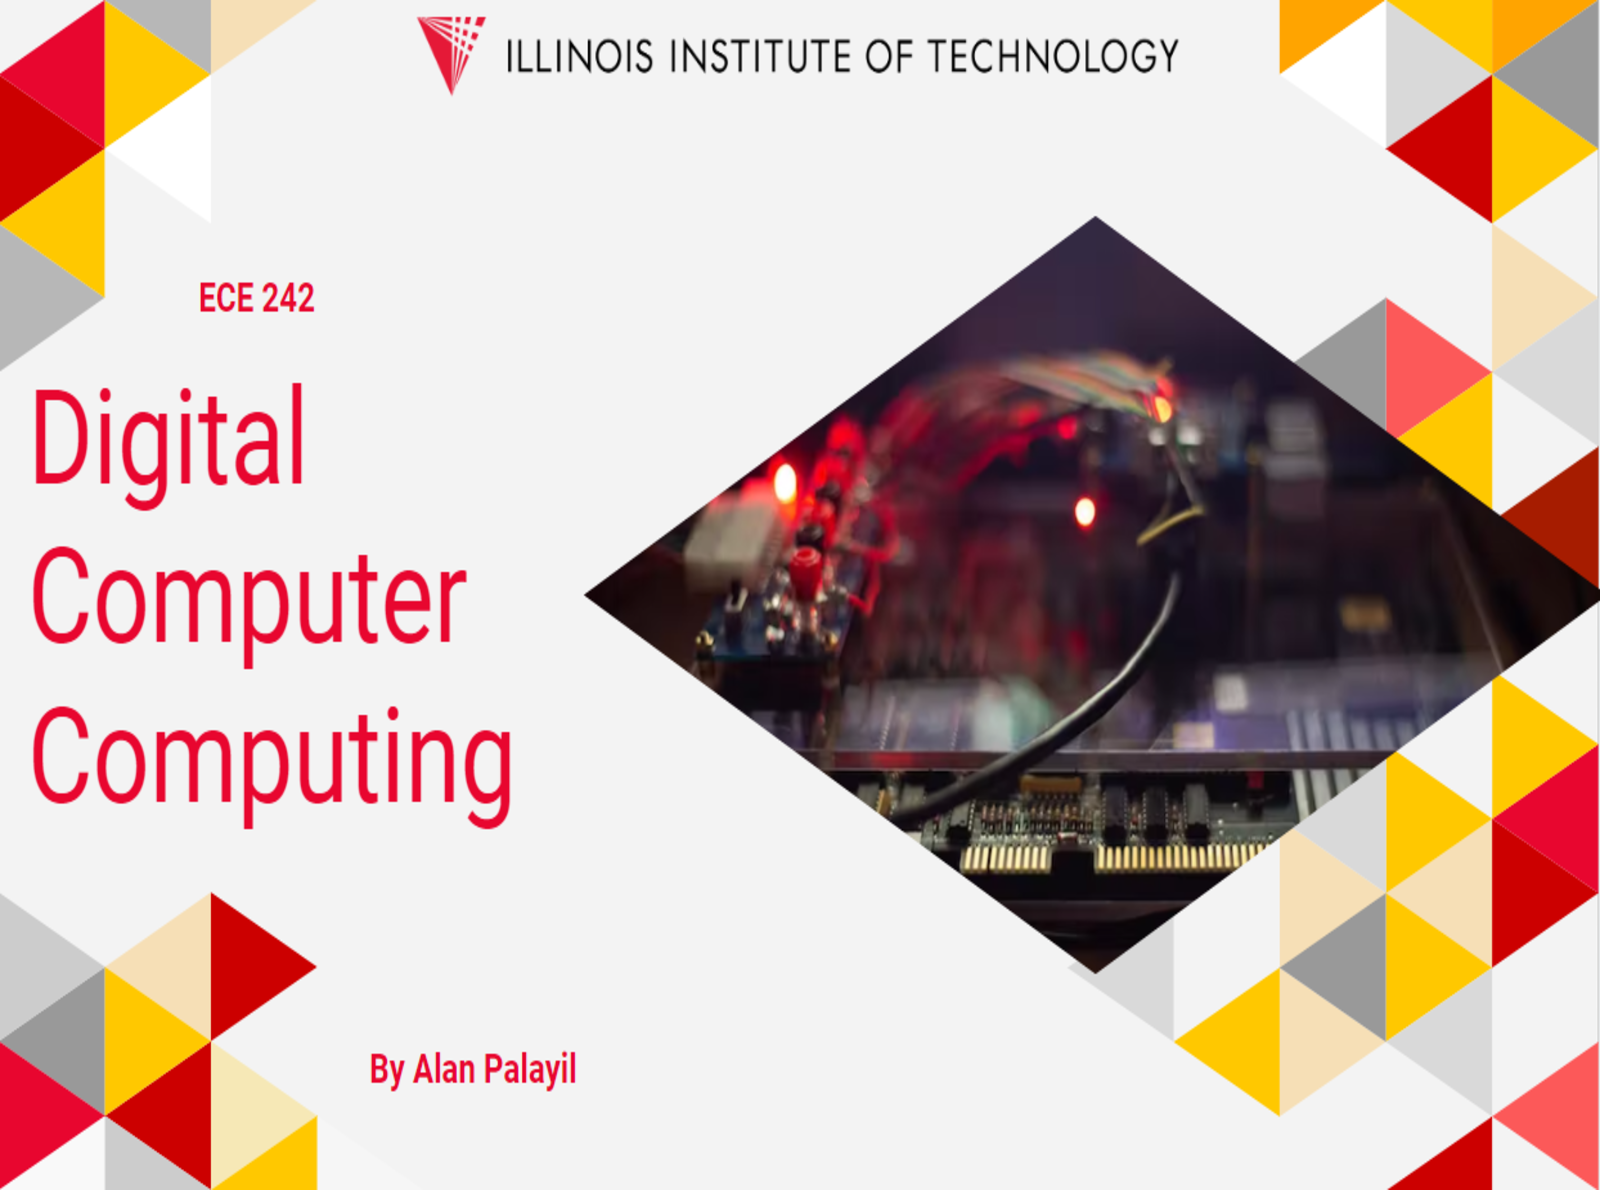 ILLINOIS INSTITUTE OF TECHNOLOGY
ECE 242
Digital
Computer
Computing
By Alan Palayil